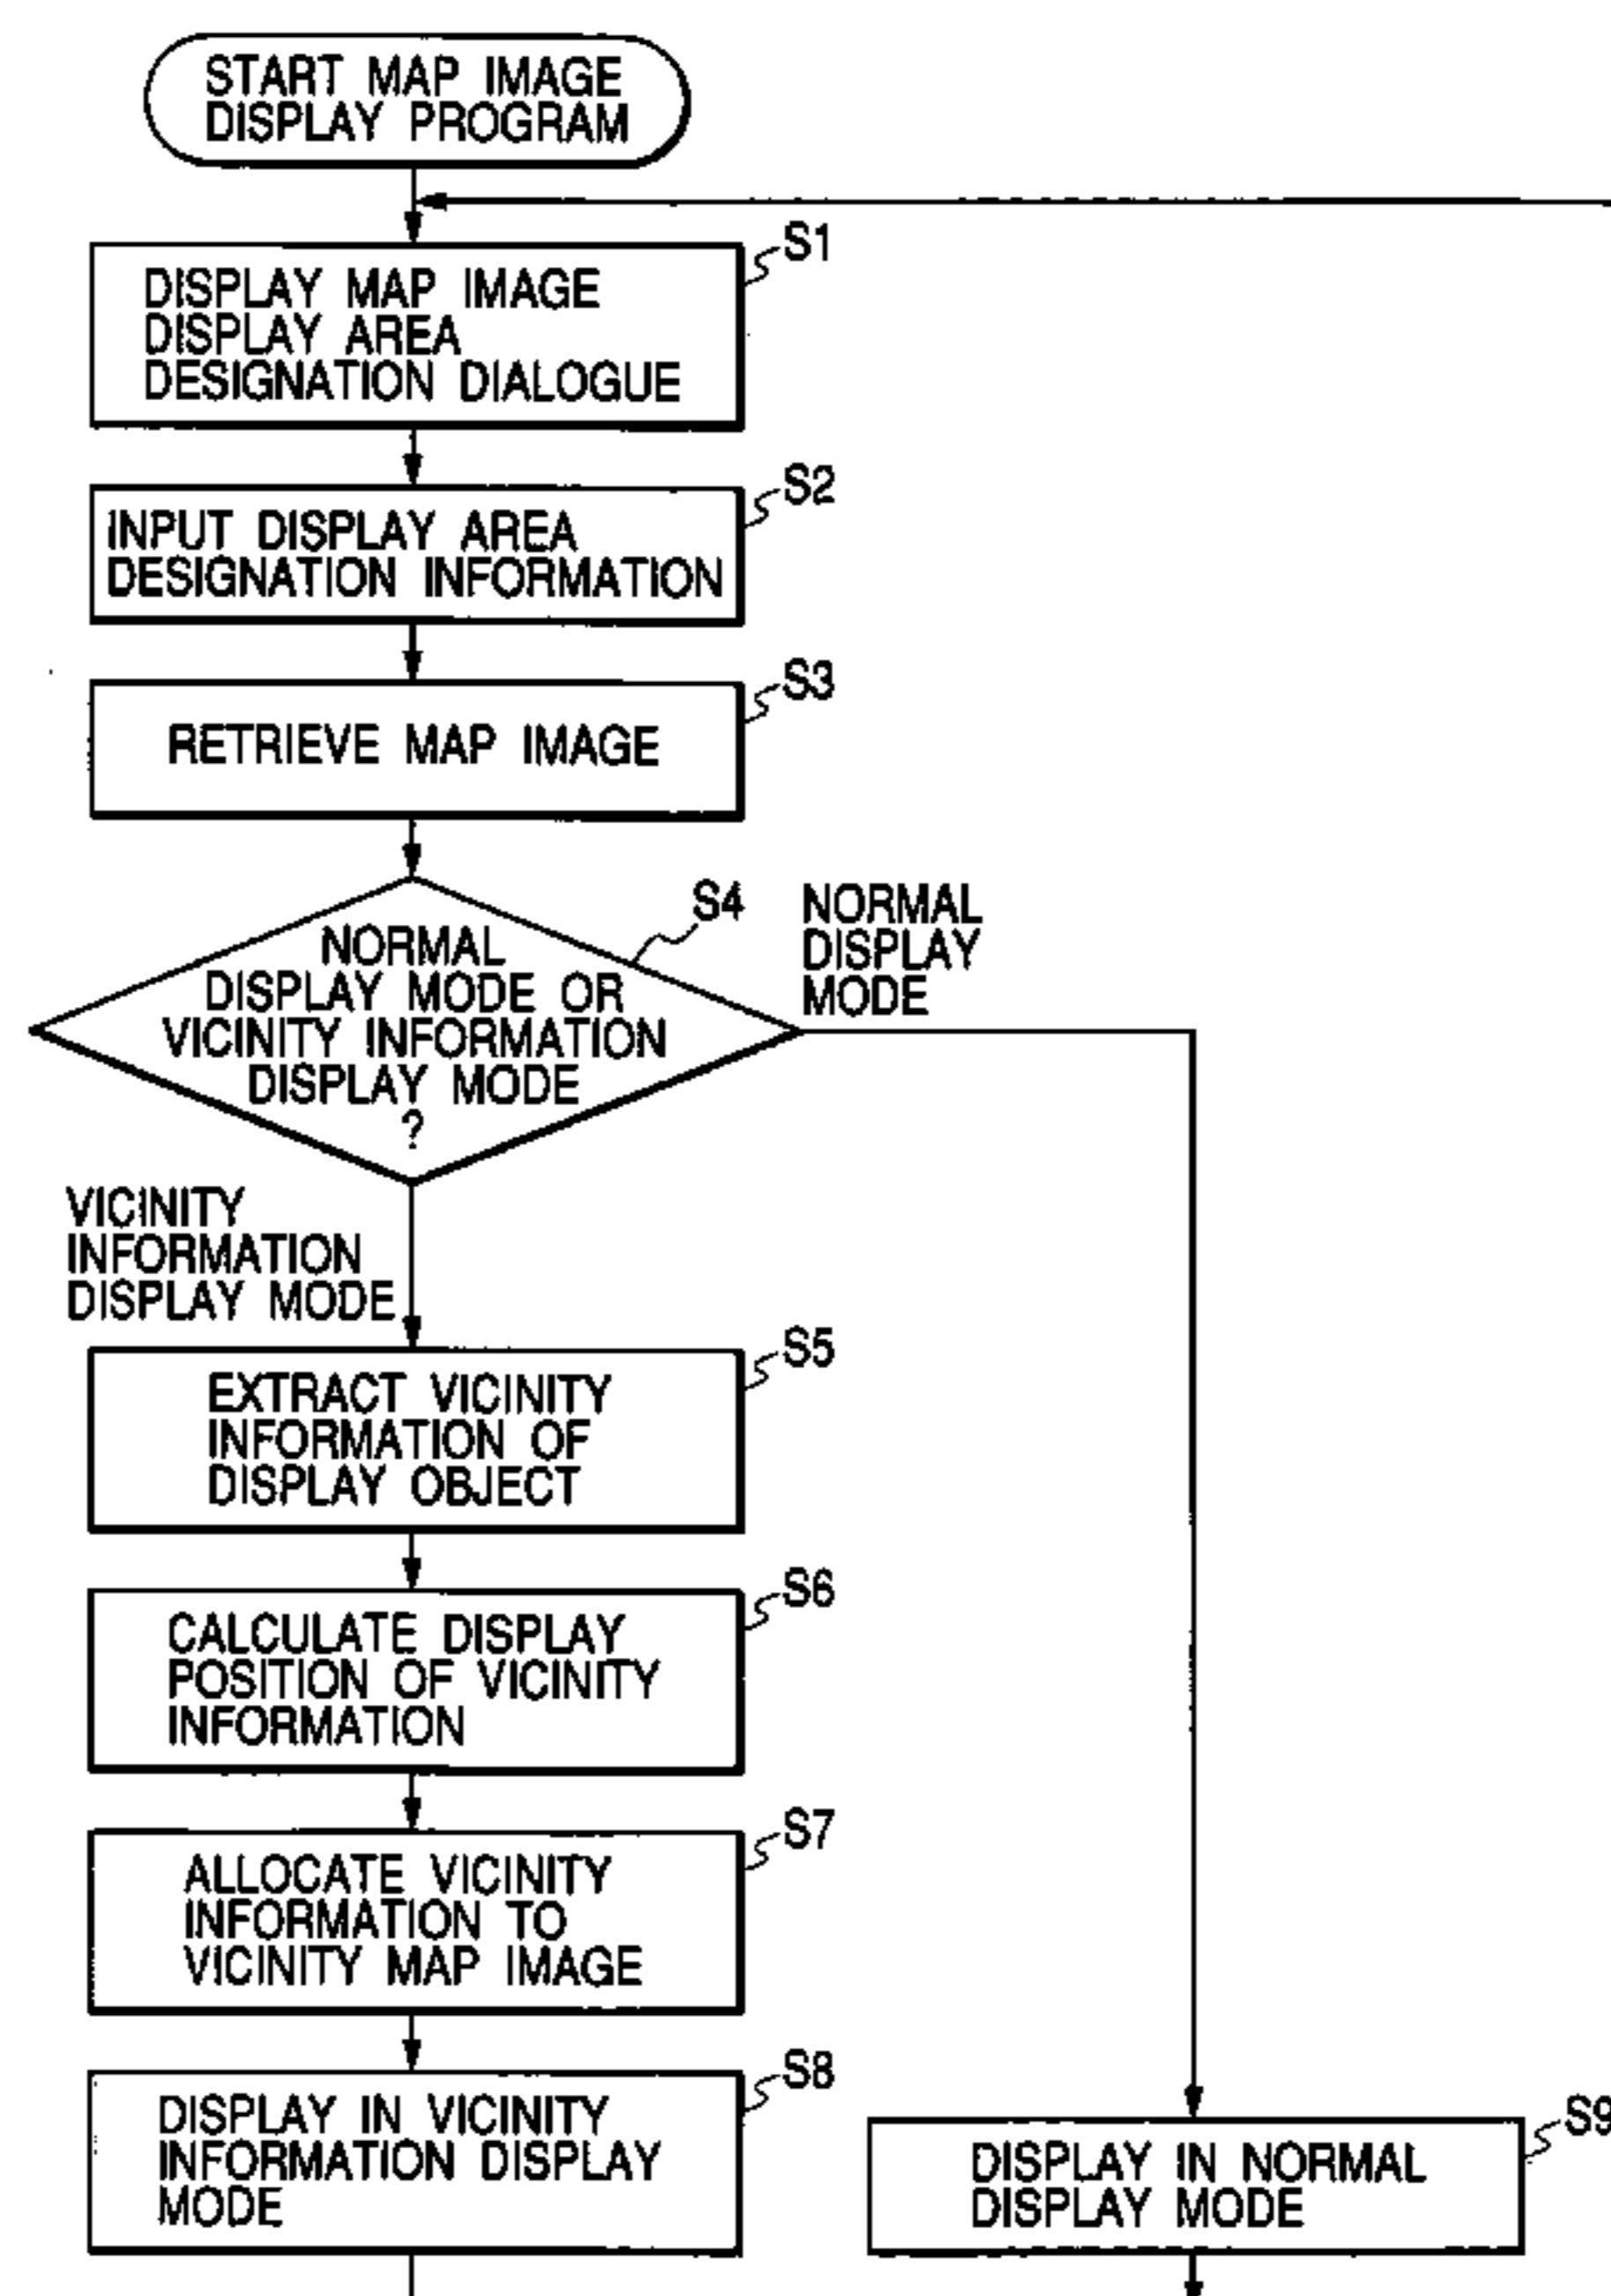 START MAP IMAGE
DISPLAY PROGRAM
S1
DISPLAY MAP IMAGE
DISPLAY AREA
DESIGNATION DIALOGUE
S2
INPUT DISPLAY AREA
DESIGNATION INFORMATION
S3
RETRIEVE MAP IMAGE
S4
NORMAL
DISPLAY MODE OR
VICINITY INFORMATION
DISPLAY MODE
?
NORMAL
DISPLAY
MODE
VICINITY
INFORMATION
DISPLAY MODE
S5
EXTRACT VICINITY
INFORMATION OF
DISPLAY OBJECT
S6
CALCULATE DISPLAY
POSITION OF VICINITY
INFORMATION
S7
ALLOCATE VICINITY
INFORMATION TO
VICINITY MAP IMAGE
S8
DISPLAY IN VICINITY
INFORMATION DISPLAY
MODE
S9
DISPLAY IN NORMAL
DISPLAY MODE